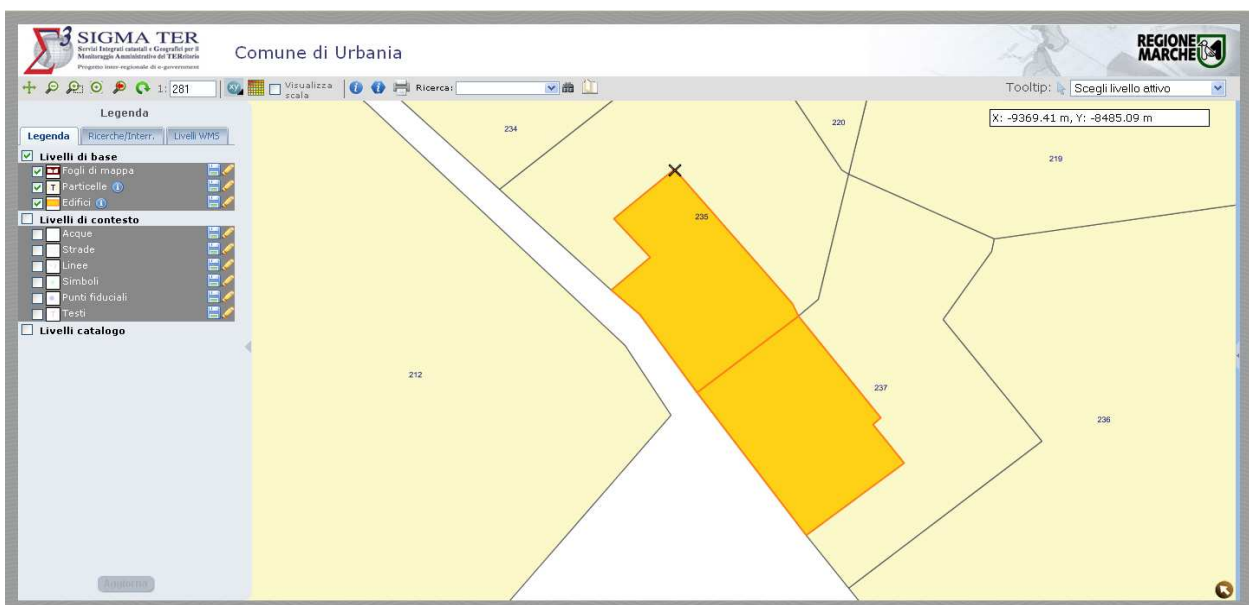 Σ3 SIGMA TER
Servizi Integrati catastali e Geografici per il
Monitoraggio Amministrativo del TERritorio
Progetto inter-regionale di e-government
Comune di Urbania
REGIONE
MARCHE
1: 281
Visualizza
scala
Ricerca:
Tooltip: Scegli livello attivo
Legenda
Legenda Ricerche/Interr. Livelli WMS
Livelli di base
Fogli di mappa
T Particelle
Edifici
Livelli di contesto
Acque
Strade
Linee
Simboli
Punti fiduciali
Testi
Livelli catalogo
Aggiorna
X: -9369.41 m, Y: -8485.09 m
234
220
219
235
212
237
236